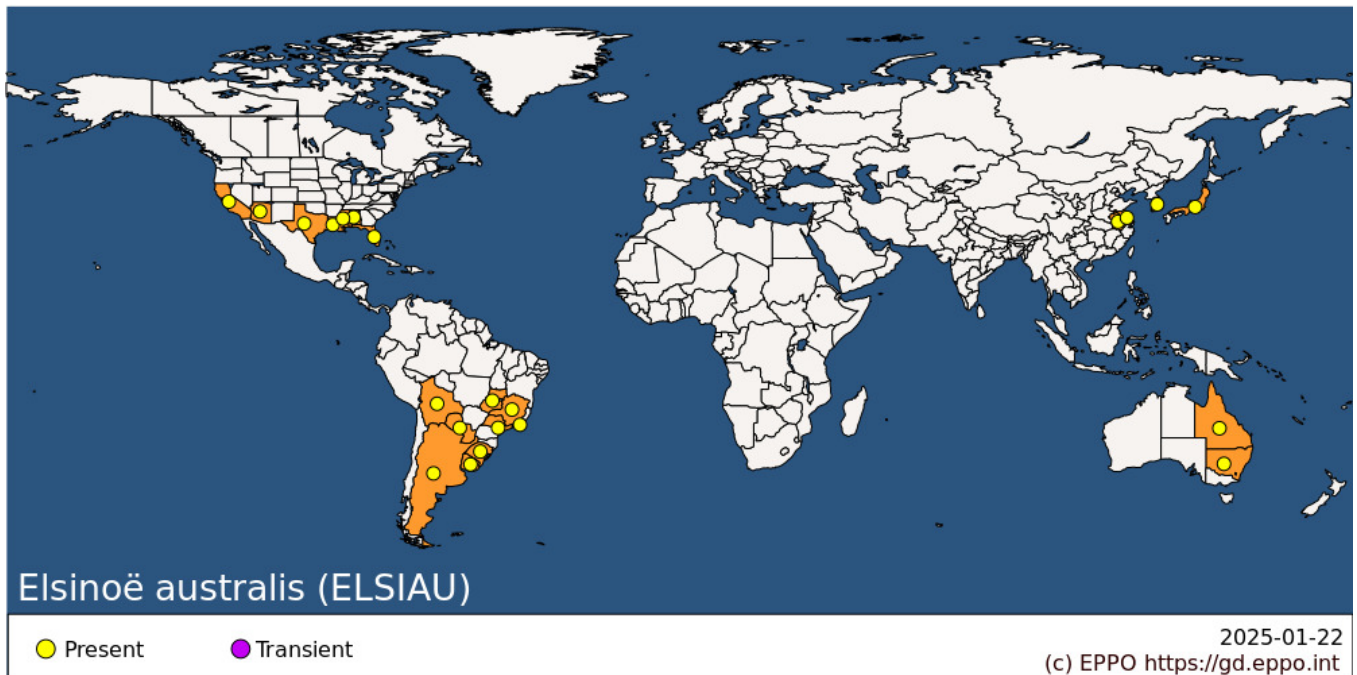 Elsinoë australis (ELSIAU)
Present
Transient
2025-01-22
(c) EPPO https://gd.eppo.int